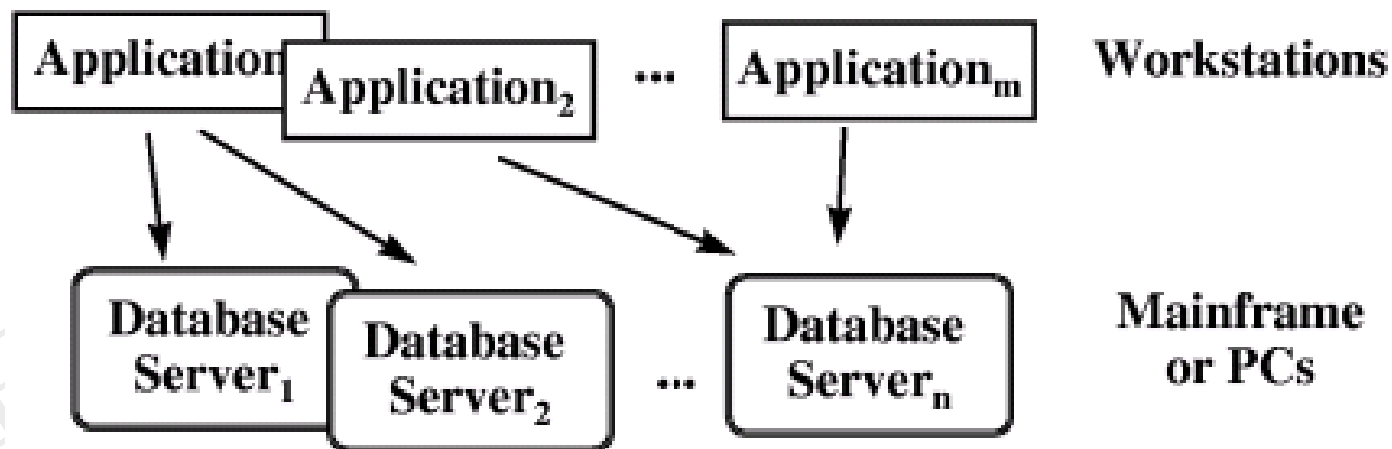 Application
Application₂
...
Applicationₘ
Workstations
Database
Server₁
Database
Server₂
...
Database
Serverₙ
Mainframe
or PCs